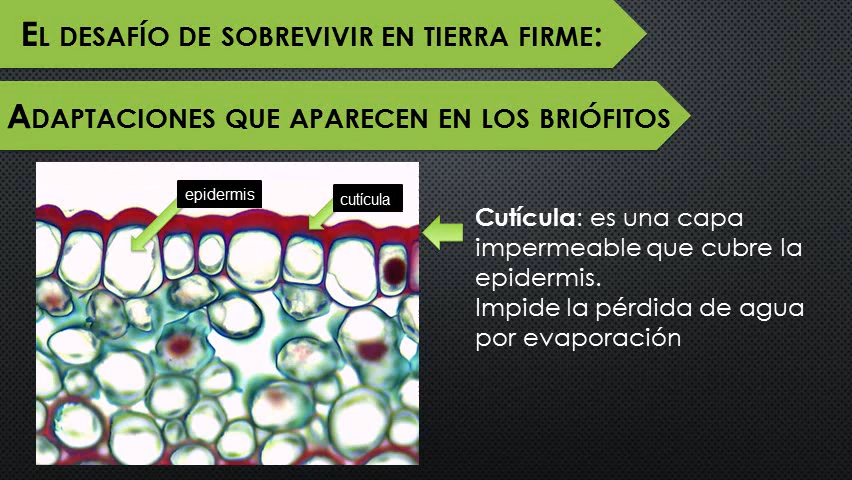 El desafío de sobrevivir en tierra firme:
Adaptaciones que aparecen en los briófitos
epidermis
cutícula
Cutícula: es una capa
impermeable que cubre la
epidermis.
Impide la pérdida de agua
por evaporación